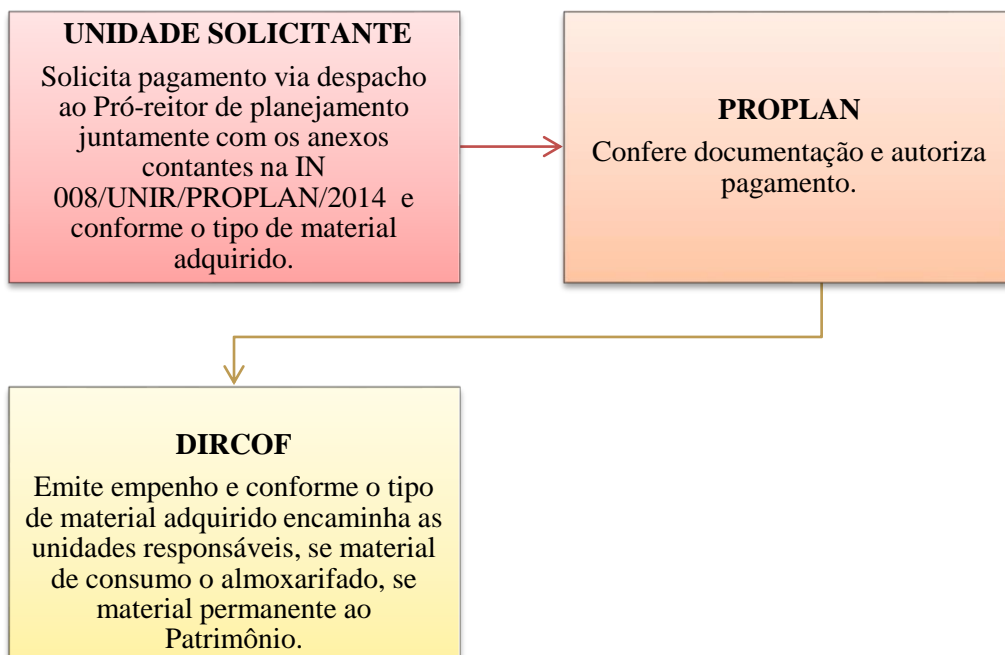 UNIDADE SOLICITANTE
Solicita pagamento via despacho
ao Pró-reitor de planejamento
juntamente com os anexos
contantes na IN
008/UNIR/PROPLAN/2014 e
conforme o tipo de material
adquirido.
PROPLAN
Confere documentação e autoriza
pagamento.
DIRCOF
Emite empenho e conforme o tipo
de material adquirido encaminha as
unidades responsáveis, se material
de consumo o almoxarifado, se
material permanente ao
Patrimônio.